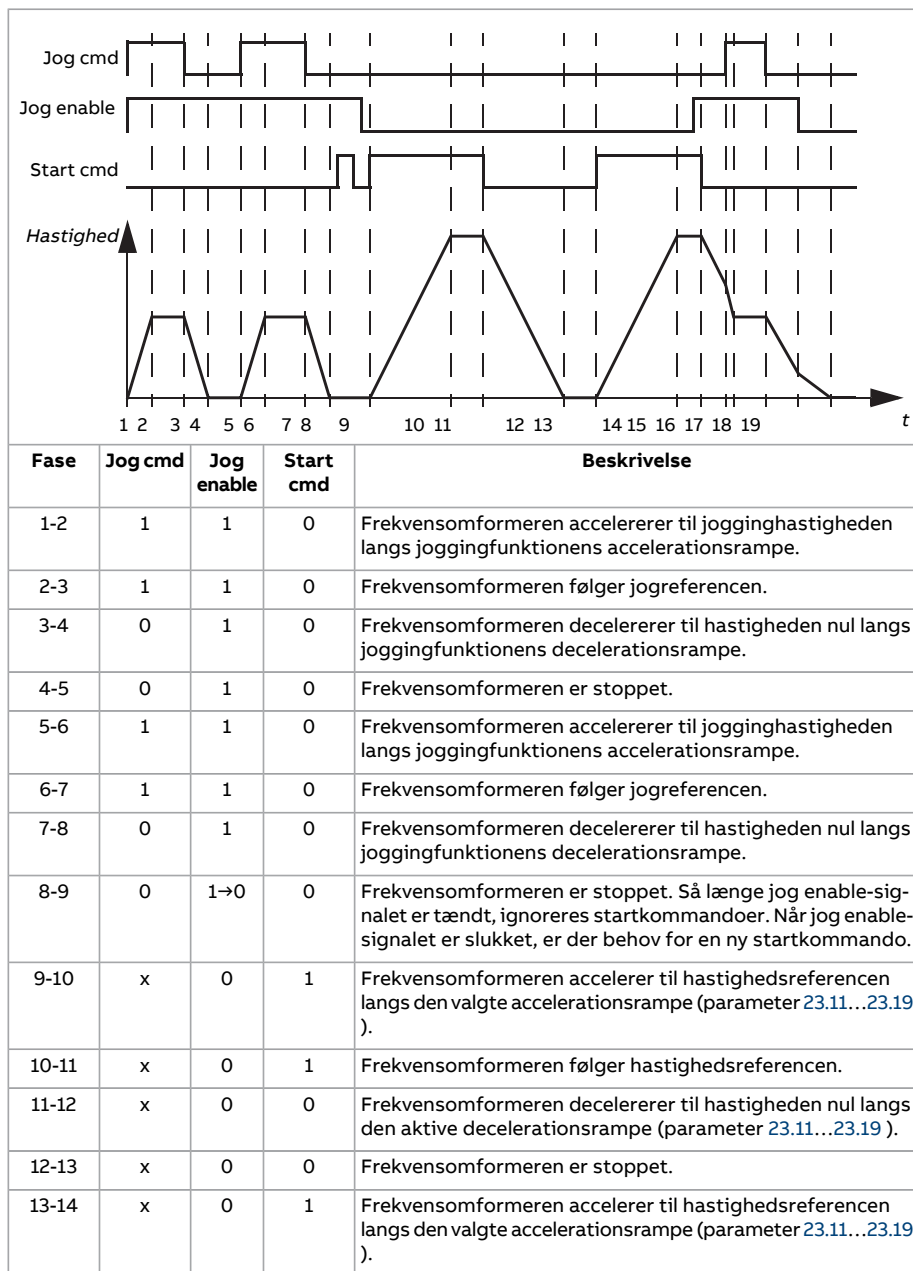 Jog cmd
Jog enable
Start cmd
Hastighed
1 2 3 4 5 6 7 8 9 10 11 12 13 14 15 16 17 18 19 t
Fase Jog cmd Jog enable Start cmd Beskrivelse
1-2 1 1 0 Frekvensomformeren accelererer til jogginghastigheden
langs joggingfunktionens accelerationsrampe.
2-3 1 1 0 Frekvensomformeren følger jogreferencen.
3-4 0 1 0 Frekvensomformeren decelererer til hastigheden nul langs
joggingfunktionens decelerationsrampe.
4-5 0 1 0 Frekvensomformeren er stoppet.
5-6 1 1 0 Frekvensomformeren accelererer til jogginghastigheden
langs joggingfunktionens accelerationsrampe.
6-7 1 1 0 Frekvensomformeren følger jogreferencen.
7-8 0 1 0 Frekvensomformeren decelererer til hastigheden nul langs
joggingfunktionens decelerationsrampe.
8-9 0 1→0 0 Frekvensomformeren er stoppet. Så længe jog enable-sig-
nalet er tændt, ignoreres startkommandoer. Når jog enable-
signalet er slukket, er der behov for en ny startkommando.
9-10 x 0 1 Frekvensomformeren accelerer til hastighedsreferencen
langs den valgte accelerationsrampe (parameter 23.11…23.19
).
10-11 x 0 1 Frekvensomformeren følger hastighedsreferencen.
11-12 x 0 0 Frekvensomformeren decelererer til hastigheden nul langs
den aktive decelerationsrampe (parameter 23.11…23.19 ).
12-13 x 0 0 Frekvensomformeren er stoppet.
13-14 x 0 1 Frekvensomformeren accelerer til hastighedsreferencen
langs den valgte accelerationsrampe (parameter 23.11…23.19
).